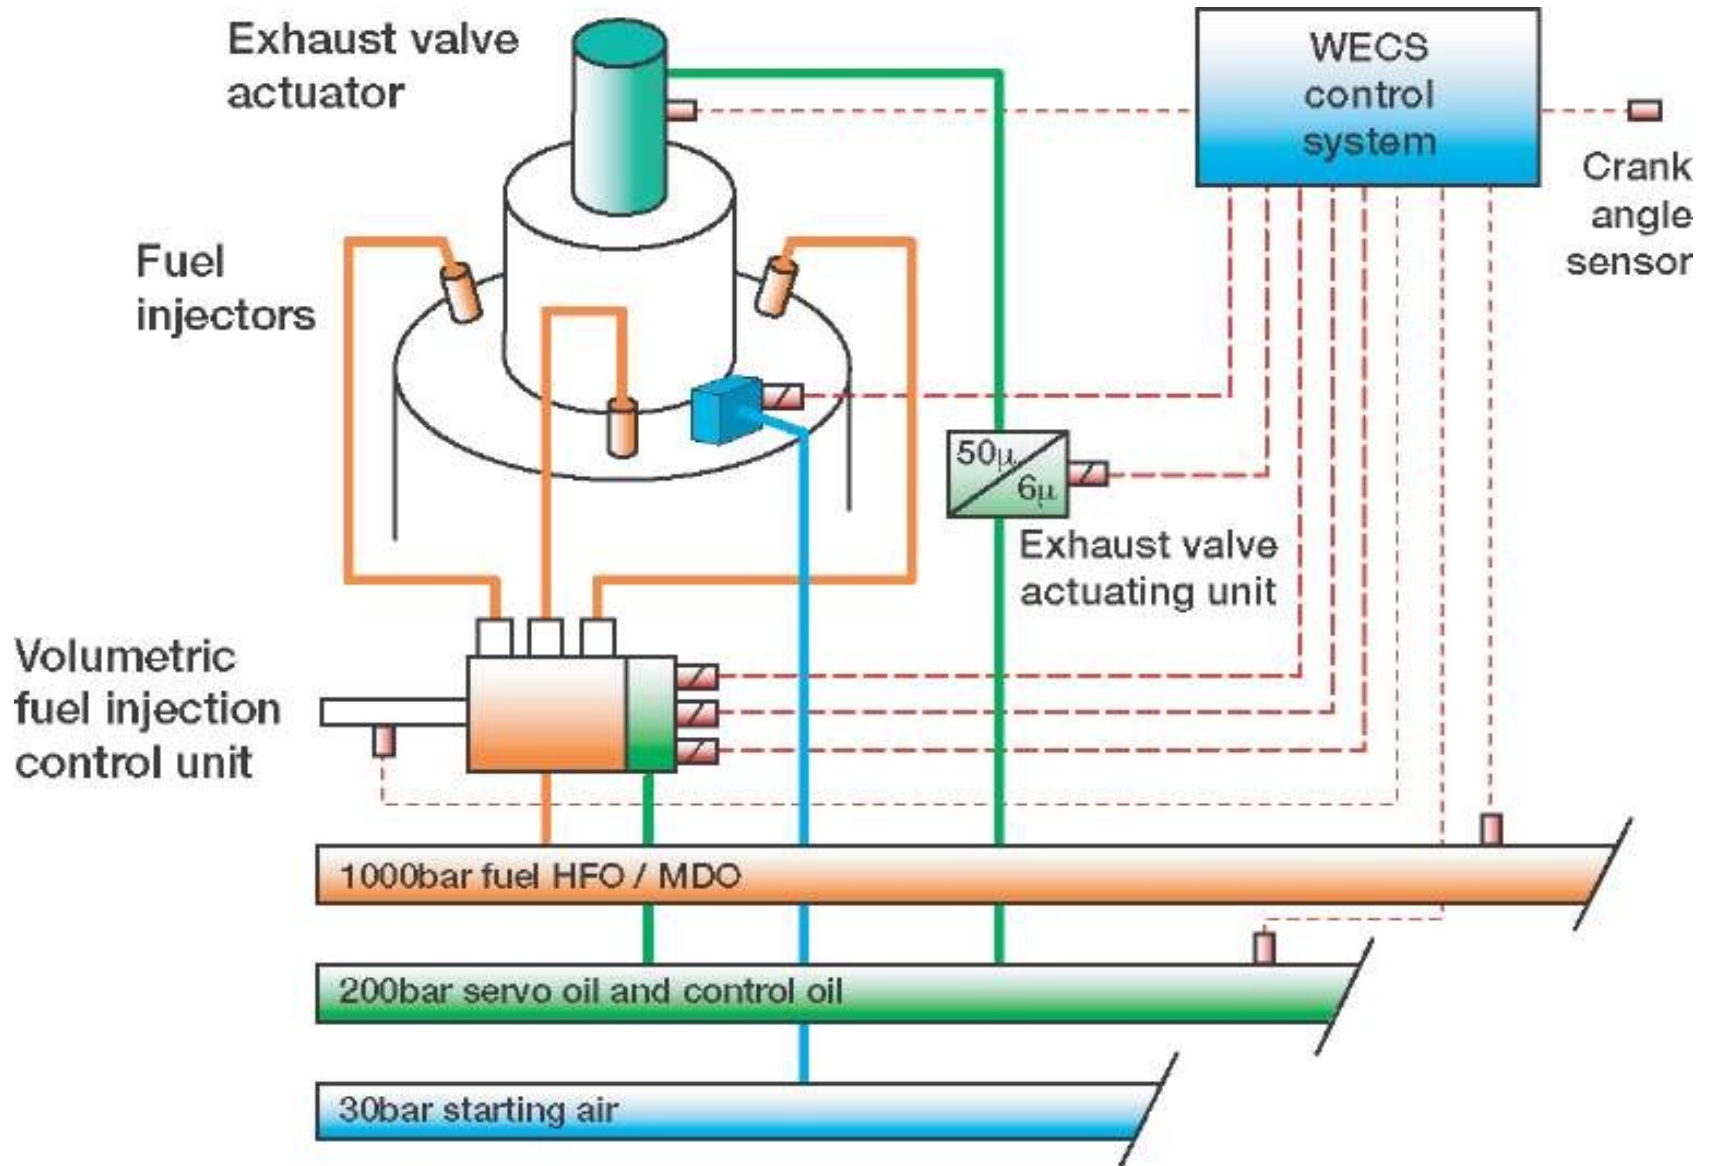 Exhaust valve
actuator
WECS
control
system
Crank
angle
sensor
Fuel
injectors
50µ
6µ
Exhaust valve
actuating unit
Volumetric
fuel injection
control unit
1000bar fuel HFO / MDO
200bar servo oil and control oil
30bar starting air